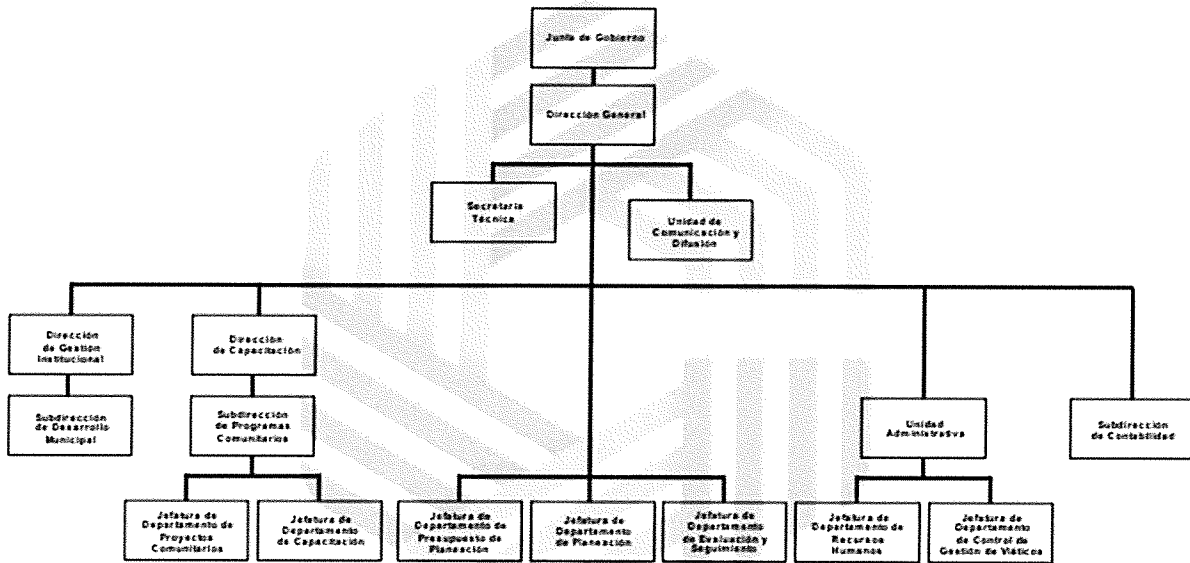 Junta de Gobierno
Dirección General
Secretaría
Técnica
Unidad de
Comunicación y
Difusión
Dirección
de Gestión
Institucional
Dirección
de Capacitación
Subdirección
de Desarrollo
Municipal
Subdirección
de Programas
Comunitarios
Unidad
Administrasva
Subdirección
de Contabilidad
Jefatura de
Departamento de
Proyectos
Comunitarios
Jefatura de
Departamento
de Capacitación
Jefatura de
Departamento de
Presupuesto de
Planeación
Jefatura de
Departamento
de Planeación
Jefatura de
Departamento
de Evaluación y
Seguimiento
Jefatura de
Departamento de
Recursos
Humanos
Jefatura de
Departamento
de Control de
Gestión de Viáticos